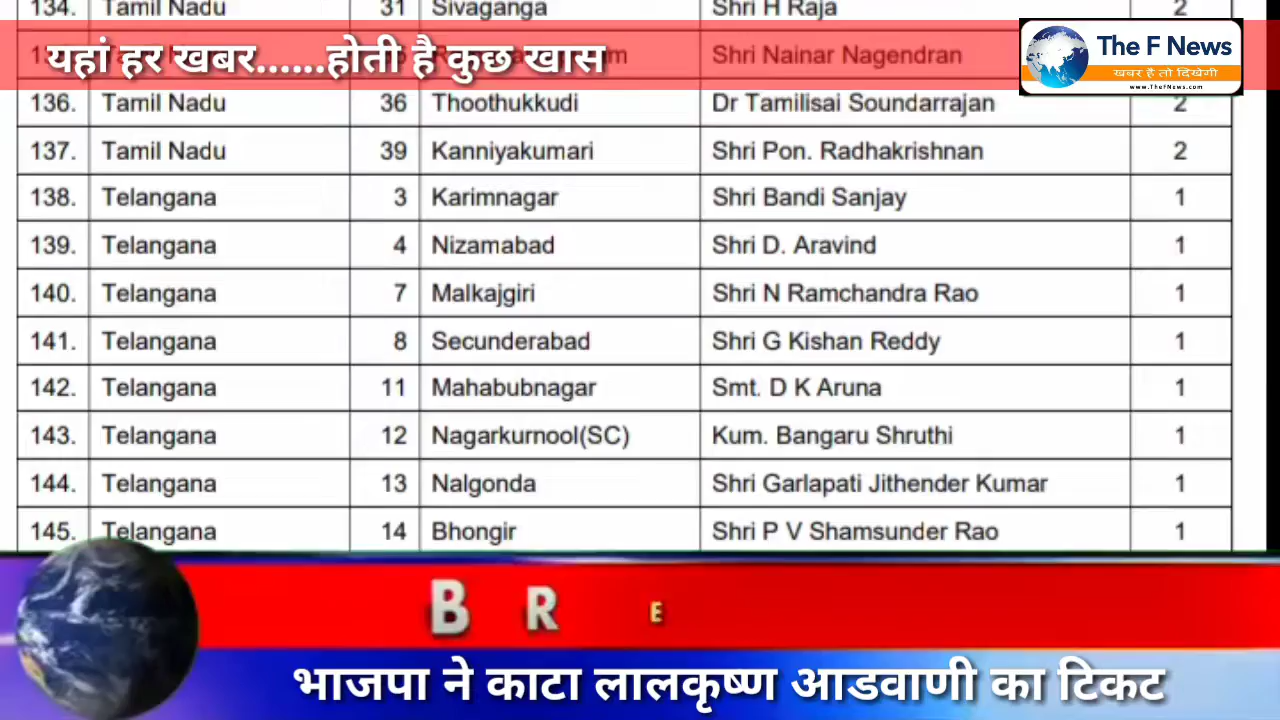 134. Tamil Nadu 31 Sivaganga Shri H Raja 2
यहां हर खबर......होती है कुछ खास
Shri Nainar Nagendran
The F News
खबर है तो दिखेगी
www.TheFNews.com
136. Tamil Nadu 36 Thoothukkudi Dr Tamilisai Soundarrajan 2
137. Tamil Nadu 39 Kanniyakumari Shri Pon. Radhakrishnan 2
138. Telangana 3 Karimnagar Shri Bandi Sanjay 1
139. Telangana 4 Nizamabad Shri D. Aravind 1
140. Telangana 7 Malkajgiri Shri N Ramchandra Rao 1
141. Telangana 8 Secunderabad Shri G Kishan Reddy 1
142. Telangana 11 Mahabubnagar Smt. D K Aruna 1
143. Telangana 12 Nagarkurnool(SC) Kum. Bangaru Shruthi 1
144. Telangana 13 Nalgonda Shri Garlapati Jithender Kumar 1
145. Telangana 14 Bhongir Shri P V Shamsunder Rao 1
B R E
भाजपा ने काटा लालकृष्ण आडवाणी का टिकट